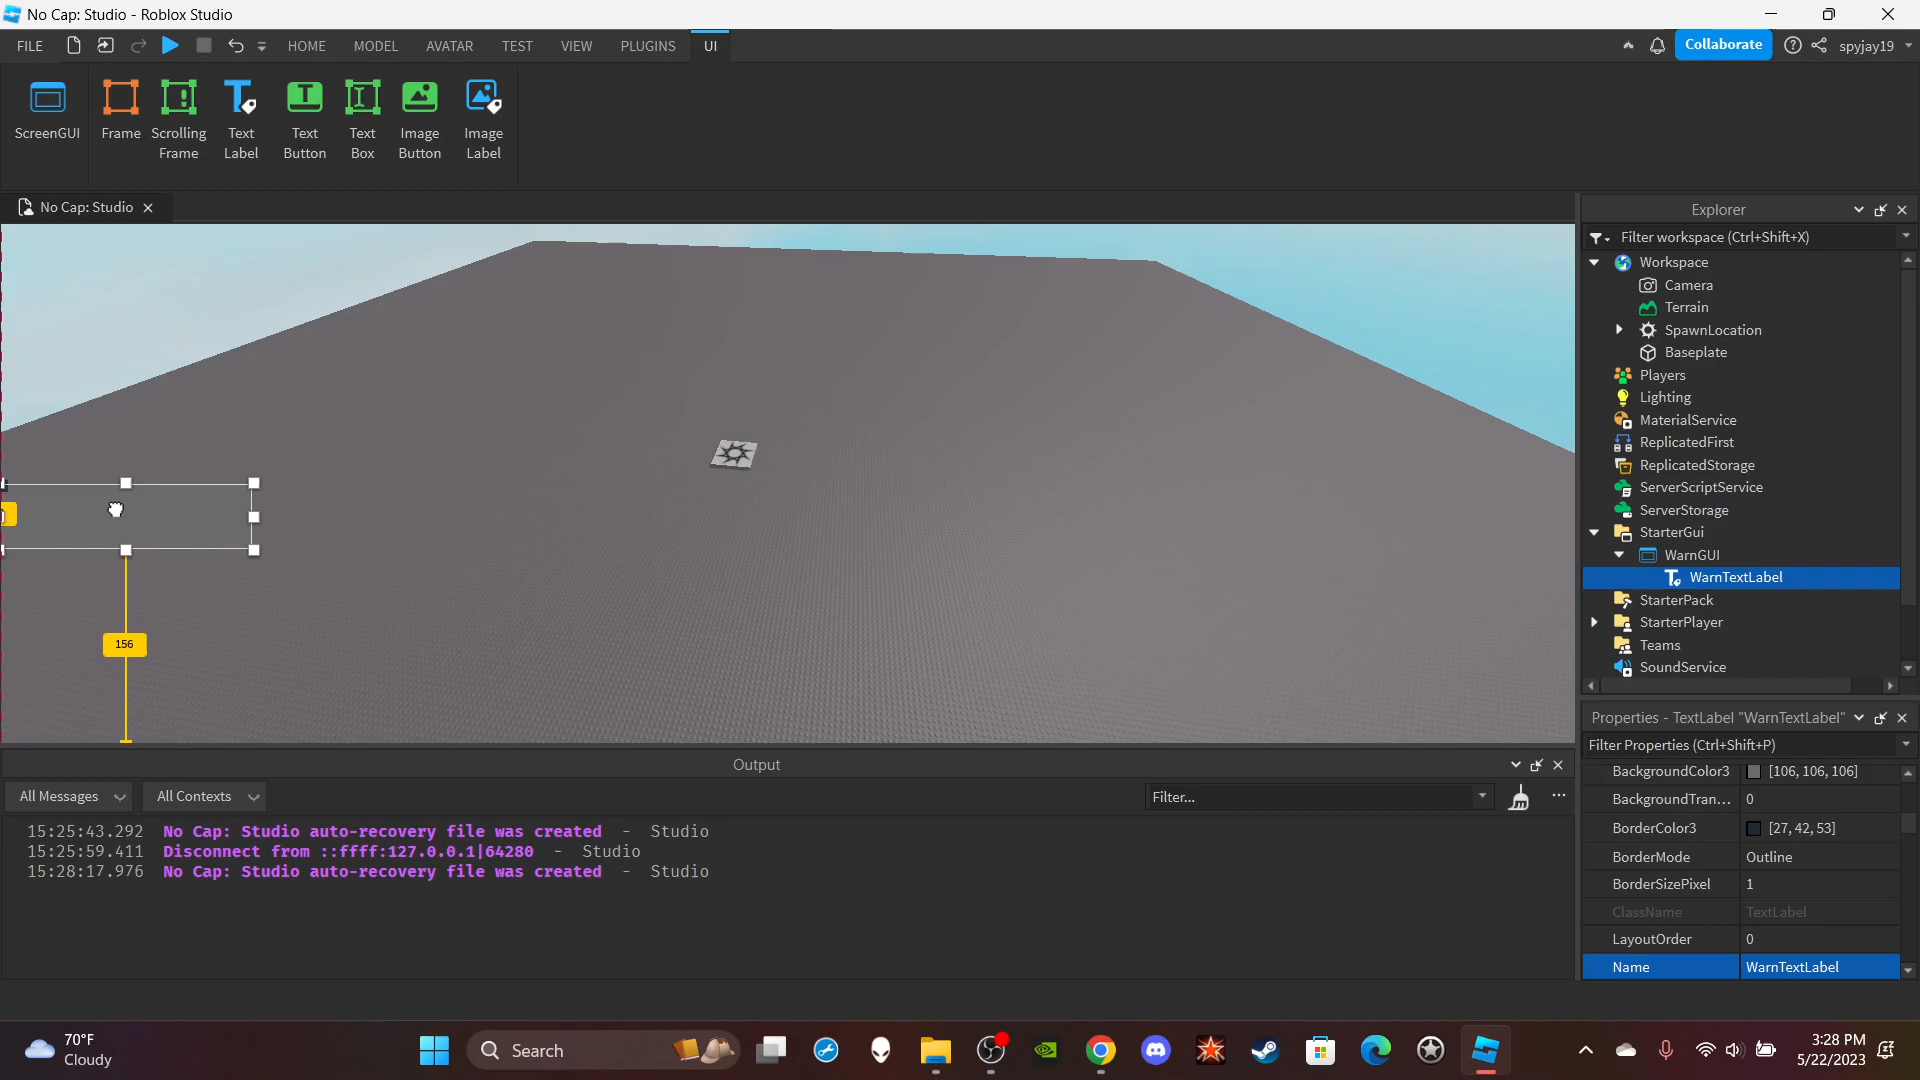 No Cap: Studio - Roblox Studio
FILE
HOME
MODEL
AVATAR
TEST
VIEW
PLUGINS
UI
Collaborate
spyjay19
ScreenGUI
Frame
Scrolling
Frame
Text
Label
Text
Button
Text
Box
Image
Button
Image
Label
No Cap: Studio
156
Explorer
Filter workspace (Ctrl+Shift+X)
Workspace
Camera
Terrain
SpawnLocation
Baseplate
Players
Lighting
MaterialService
ReplicatedFirst
ReplicatedStorage
ServerScriptService
ServerStorage
StarterGui
WarnGUI
WarnTextLabel
StarterPack
StarterPlayer
Teams
SoundService
Properties - TextLabel "WarnTextLabel"
Filter Properties (Ctrl+Shift+P)
BackgroundColor3 [106, 106, 106]
BackgroundTran... 0
BorderColor3 [27, 42, 53]
BorderMode Outline
BorderSizePixel 1
ClassName TextLabel
LayoutOrder 0
Name WarnTextLabel
Output
All Messages
All Contexts
Filter...
15:25:43.292 No Cap: Studio auto-recovery file was created - Studio
15:25:59.411 Disconnect from ::ffff:127.0.0.1|64280 - Studio
15:28:17.976 No Cap: Studio auto-recovery file was created - Studio
70°F
Cloudy
Search
3:28 PM
5/22/2023